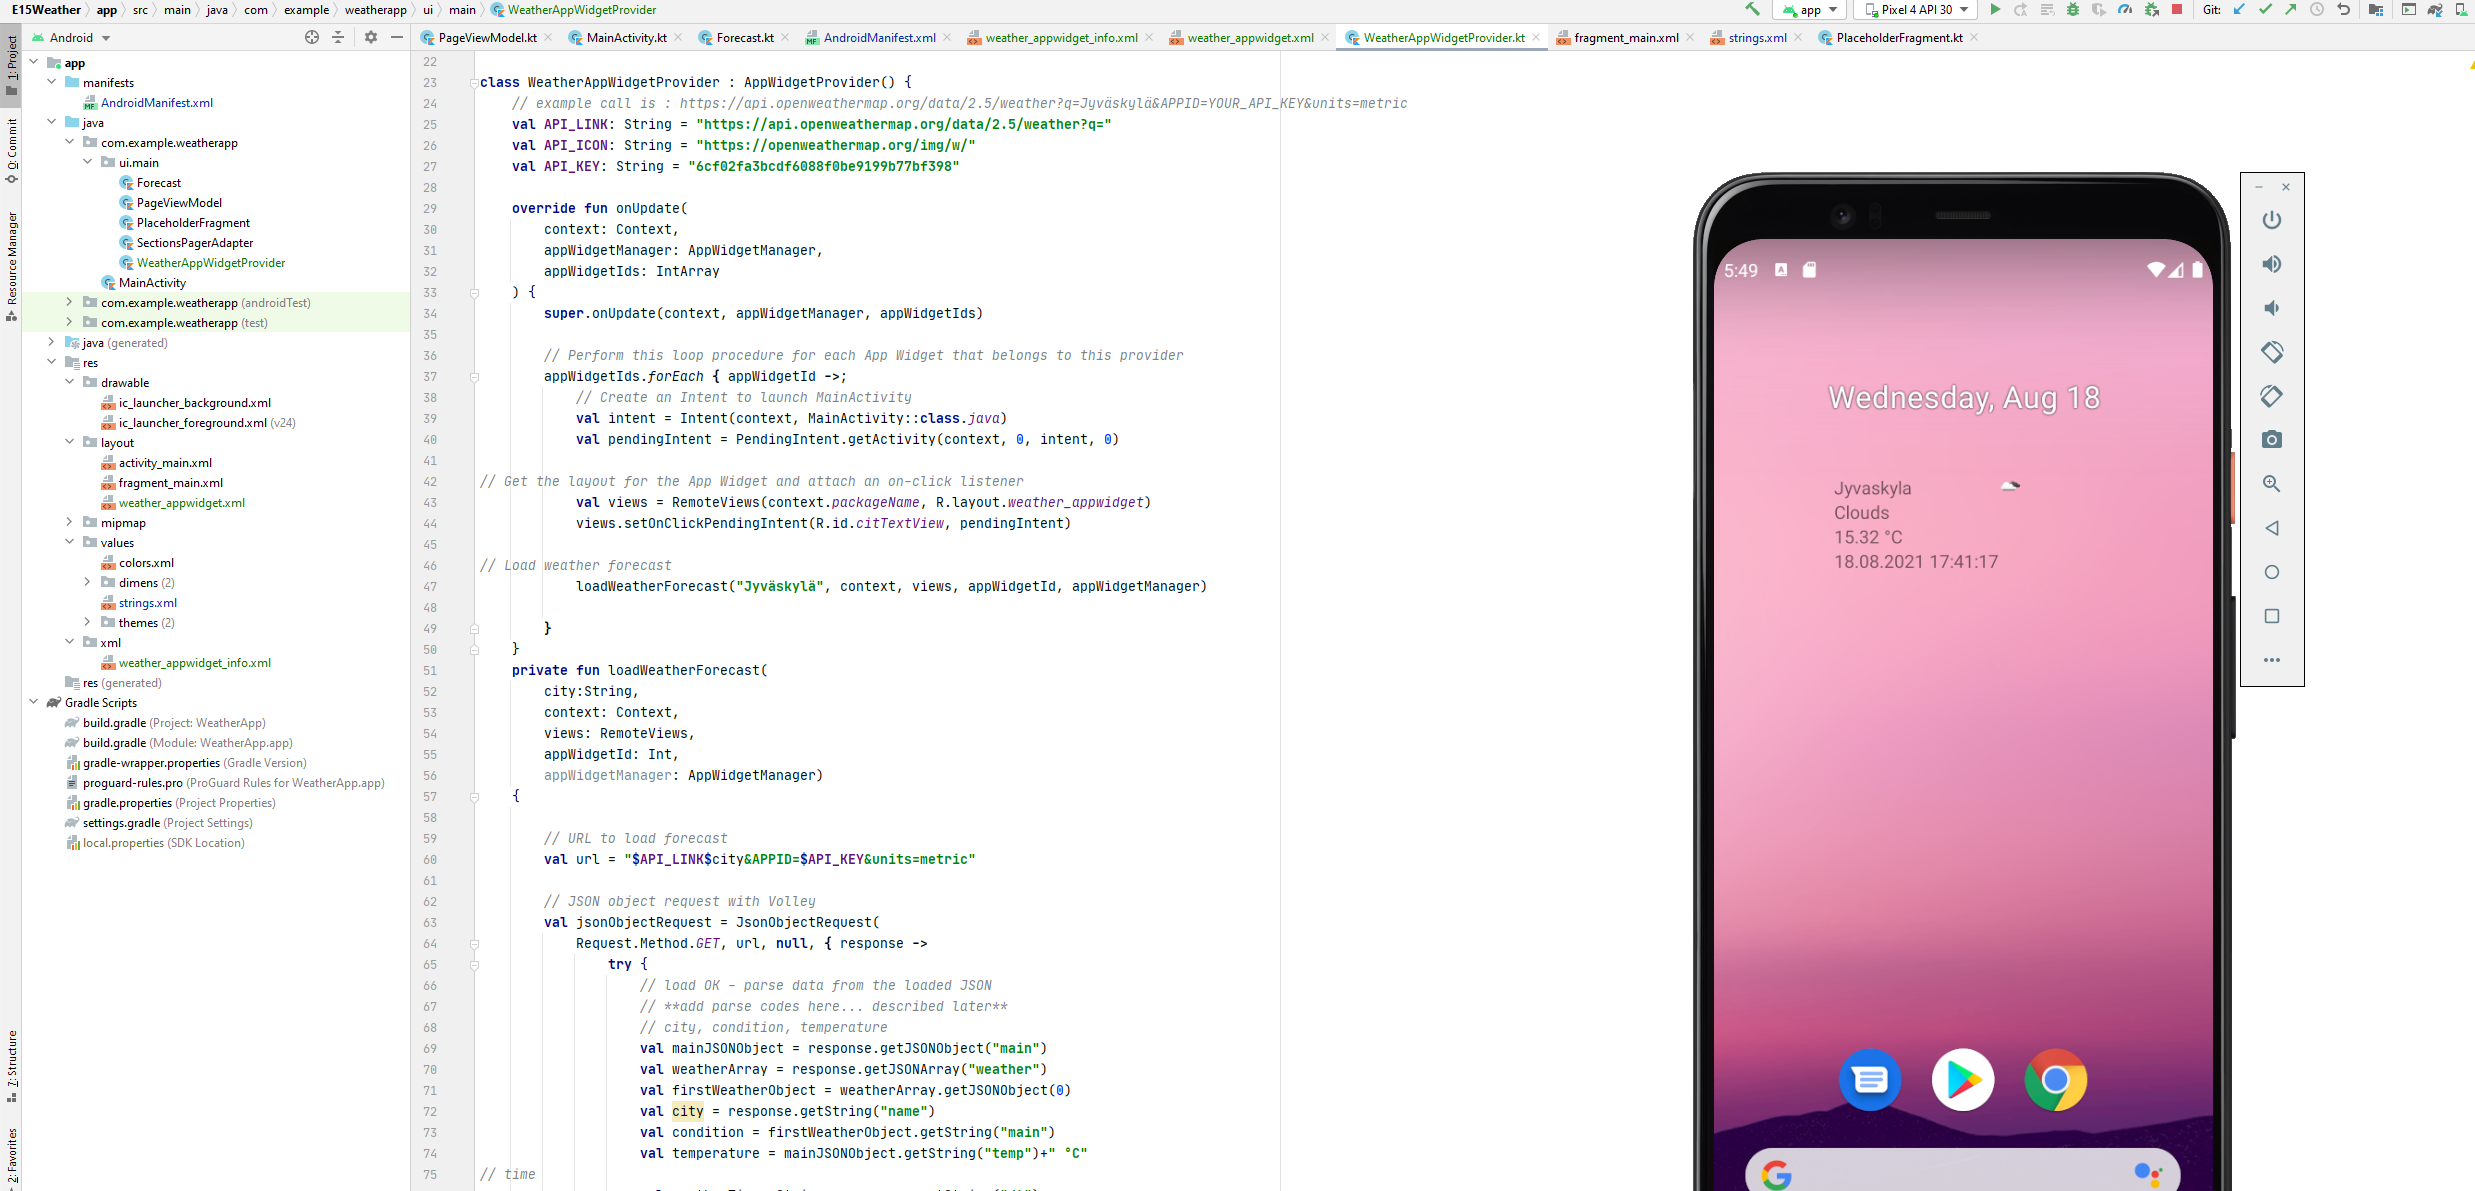 E15Weather app src main java com example weatherapp ui main WeatherAppWidgetProvider
app Pixel 4 API 30 Git:
1: Project
0: Commit
Resource Manager
7: Structure
2: Favorites
Android
PageViewModel.kt MainActivity.kt Forecast.kt AndroidManifest.xml weather_appwidget_info.xml weather_appwidget.xml WeatherAppWidgetProvider.kt fragment_main.xml strings.xml PlaceholderFragment.kt
app
manifests
AndroidManifest.xml
java
com.example.weatherapp
ui.main
Forecast
PageViewModel
PlaceholderFragment
SectionsPagerAdapter
WeatherAppWidgetProvider
MainActivity
com.example.weatherapp (androidTest)
com.example.weatherapp (test)
java (generated)
res
drawable
ic_launcher_background.xml
ic_launcher_foreground.xml (v24)
layout
activity_main.xml
fragment_main.xml
weather_appwidget.xml
mipmap
values
colors.xml
dimens (2)
strings.xml
themes (2)
xml
weather_appwidget_info.xml
res (generated)
Gradle Scripts
build.gradle (Project: WeatherApp)
build.gradle (Module: WeatherApp.app)
gradle-wrapper.properties (Gradle Version)
proguard-rules.pro (ProGuard Rules for WeatherApp.app)
gradle.properties (Project Properties)
settings.gradle (Project Settings)
local.properties (SDK Location)
22
23 class WeatherAppWidgetProvider : AppWidgetProvider() {
24 // example call is : https://api.openweathermap.org/data/2.5/weather?q=Jyväskylä&APPID=YOUR_API_KEY&units=metric
25 val API_LINK: String = "https://api.openweathermap.org/data/2.5/weather?q="
26 val API_ICON: String = "https://openweathermap.org/img/w/"
27 val API_KEY: String = "6cf02fa3bcdf6088f0be9199b77bf398"
28
29 override fun onUpdate(
30 context: Context,
31 appWidgetManager: AppWidgetManager,
32 appWidgetIds: IntArray
33 ) {
34 super.onUpdate(context, appWidgetManager, appWidgetIds)
35
36 // Perform this loop procedure for each App Widget that belongs to this provider
37 appWidgetIds.forEach { appWidgetId ->;
38 // Create an Intent to launch MainActivity
39 val intent = Intent(context, MainActivity::class.java)
40 val pendingIntent = PendingIntent.getActivity(context, 0, intent, 0)
41
42 // Get the layout for the App Widget and attach an on-click listener
43 val views = RemoteViews(context.packageName, R.layout.weather_appwidget)
44 views.setOnClickPendingIntent(R.id.citTextView, pendingIntent)
45
46 // Load weather forecast
47 loadWeatherForecast("Jyväskylä", context, views, appWidgetId, appWidgetManager)
48
49 }
50 }
51 private fun loadWeatherForecast(
52 city:String,
53 context: Context,
54 views: RemoteViews,
55 appWidgetId: Int,
56 appWidgetManager: AppWidgetManager)
57 {
58
59 // URL to load forecast
60 val url = "$API_LINK$city&APPID=$API_KEY&units=metric"
61
62 // JSON object request with Volley
63 val jsonObjectRequest = JsonObjectRequest(
64 Request.Method.GET, url, null, { response ->
65 try {
66 // load OK - parse data from the loaded JSON
67 // **add parse codes here... described later**
68 // city, condition, temperature
69 val mainJSONObject = response.getJSONObject("main")
70 val weatherArray = response.getJSONArray("weather")
71 val firstWeatherObject = weatherArray.getJSONObject(0)
72 val city = response.getString("name")
73 val condition = firstWeatherObject.getString("main")
74 val temperature = mainJSONObject.getString("temp")+" °C"
75 // time
5:49
Wednesday, Aug 18
Jyvaskyla
Clouds
15.32 °C
18.08.2021 17:41:17